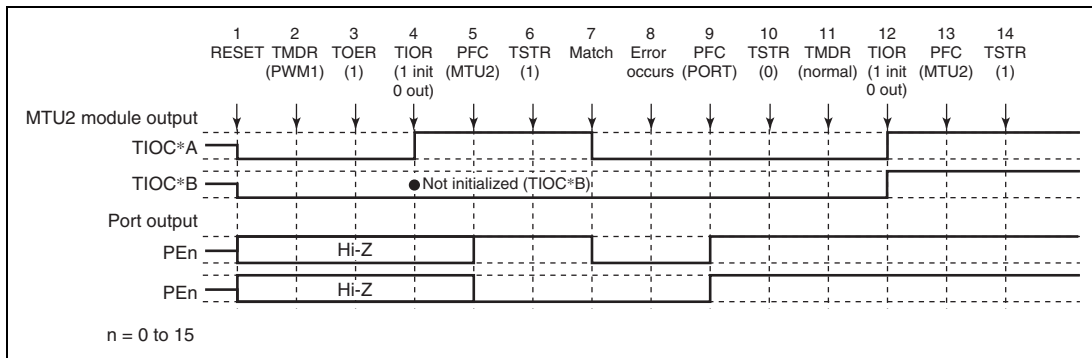 1 2 3 4 5 6 7 8 9 10 11 12 13 14
RESET TMDR TOER TIOR PFC TSTR Match Error PFC TSTR TMDR TIOR PFC TSTR
(PWM1) (1) (1 init (MTU2) (1) occurs (PORT) (0) (normal) (1 init (MTU2) (1)
0 out) 0 out)
MTU2 module output
TIOC*A
TIOC*B ● Not initialized (TIOC*B)
Port output
PEn Hi-Z
PEn Hi-Z
n = 0 to 15